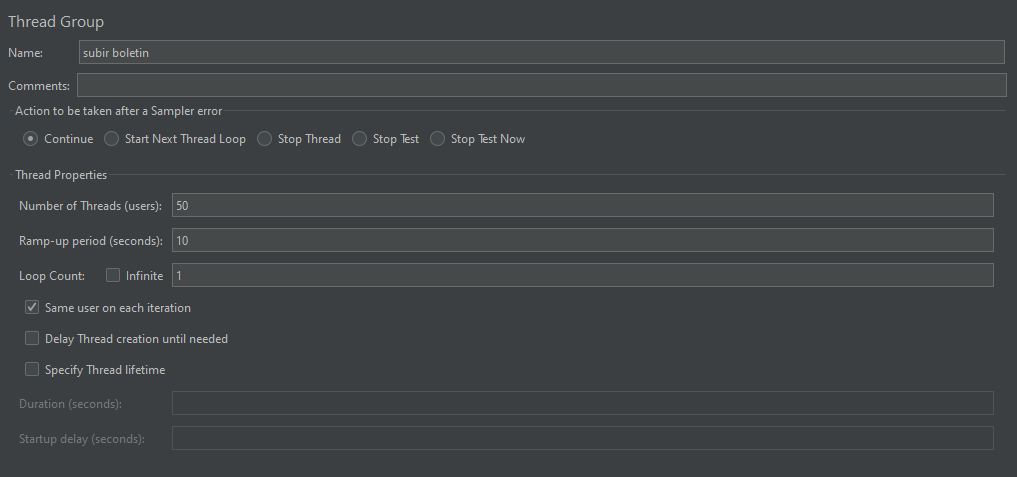 Thread Group
Name: subir boletin
Comments:
Action to be taken after a Sampler error
Continue Start Next Thread Loop Stop Thread Stop Test Stop Test Now
Thread Properties
Number of Threads (users): 50
Ramp-up period (seconds): 10
Loop Count: Infinite 1
Same user on each iteration
Delay Thread creation until needed
Specify Thread lifetime
Duration (seconds):
Startup delay (seconds):